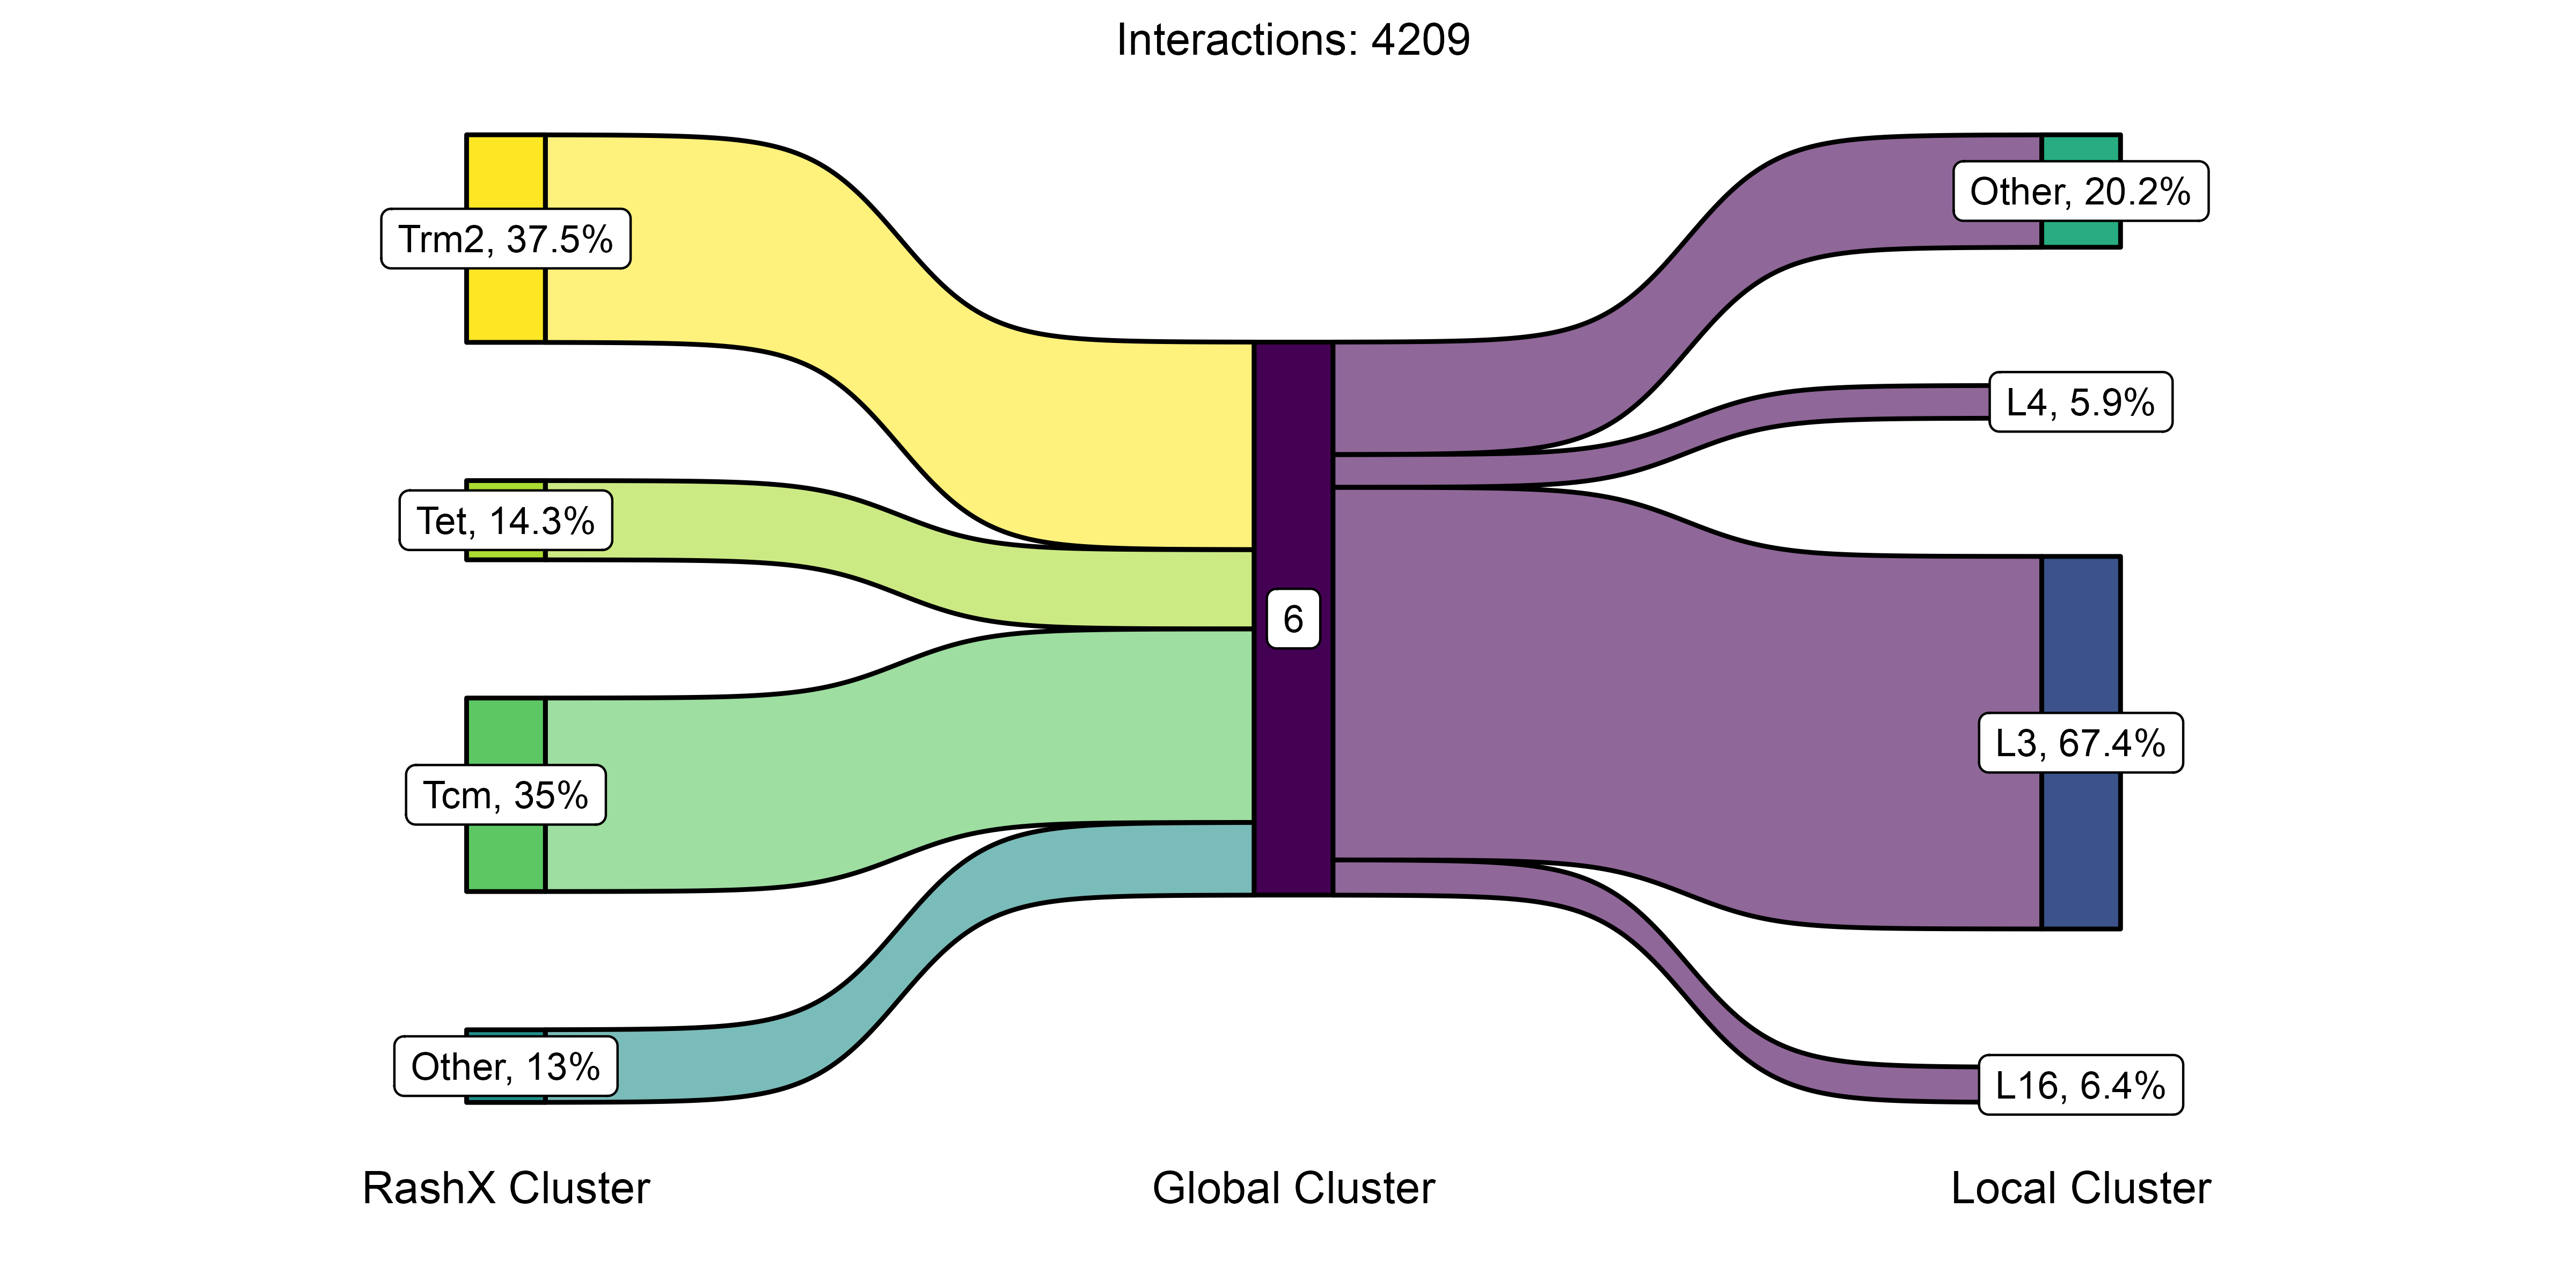 Interactions: 4209
Trm2, 37.5%
Tet, 14.3%
Tcm, 35%
Other, 13%
6
Other, 20.2%
L4, 5.9%
L3, 67.4%
L16, 6.4%
RashX Cluster
Global Cluster
Local Cluster